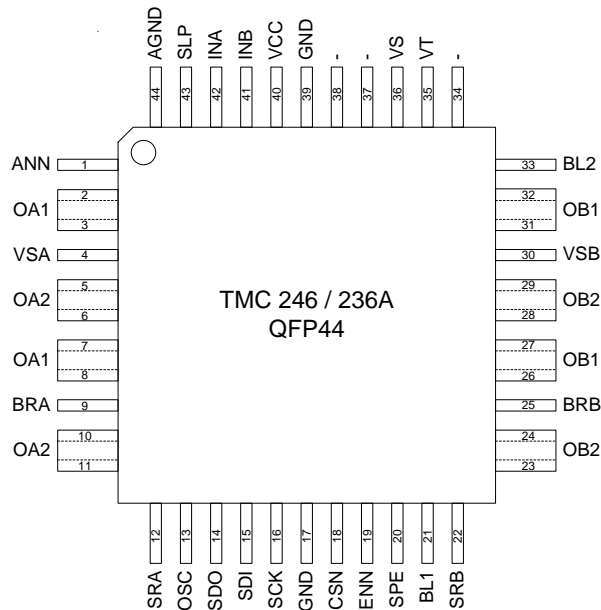 AGND SLP INA INB VCC GND - - VS VT -
44 43 42 41 40 39 38 37 36 35 34
ANN 1 33 BL2
2 32
OA1 OB1
3 31
VSA 4 30 VSB
5 29
OA2 OB2
6 28
TMC 246 / 236A
QFP44
7 27
OA1 OB1
8 26
BRA 9 25 BRB
10 24
OA2 OB2
11 23
12 13 14 15 16 17 18 19 20 21 22
SRA OSC SDO SDI SCK GND CSN ENN SPE BL1 SRB